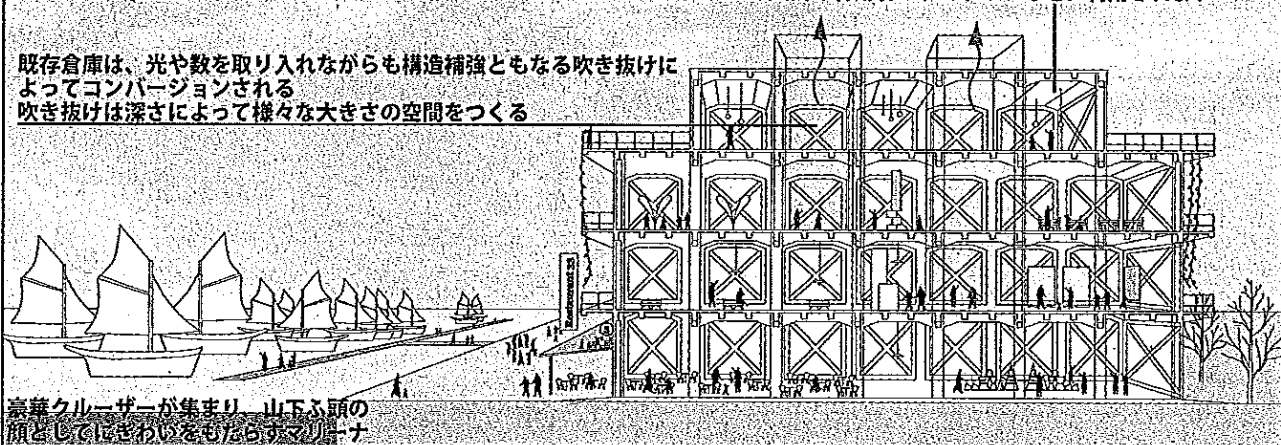 既存倉庫は、光や数を取り入れながらも構造補強ともなる吹き抜けに
よってコンバージョンされる
吹き抜けは深さによって様々な大きさの空間をつくる
豪華クルーザーが集まり、山下ふ頭の
顔としてにぎわいをもたらすマリーナ